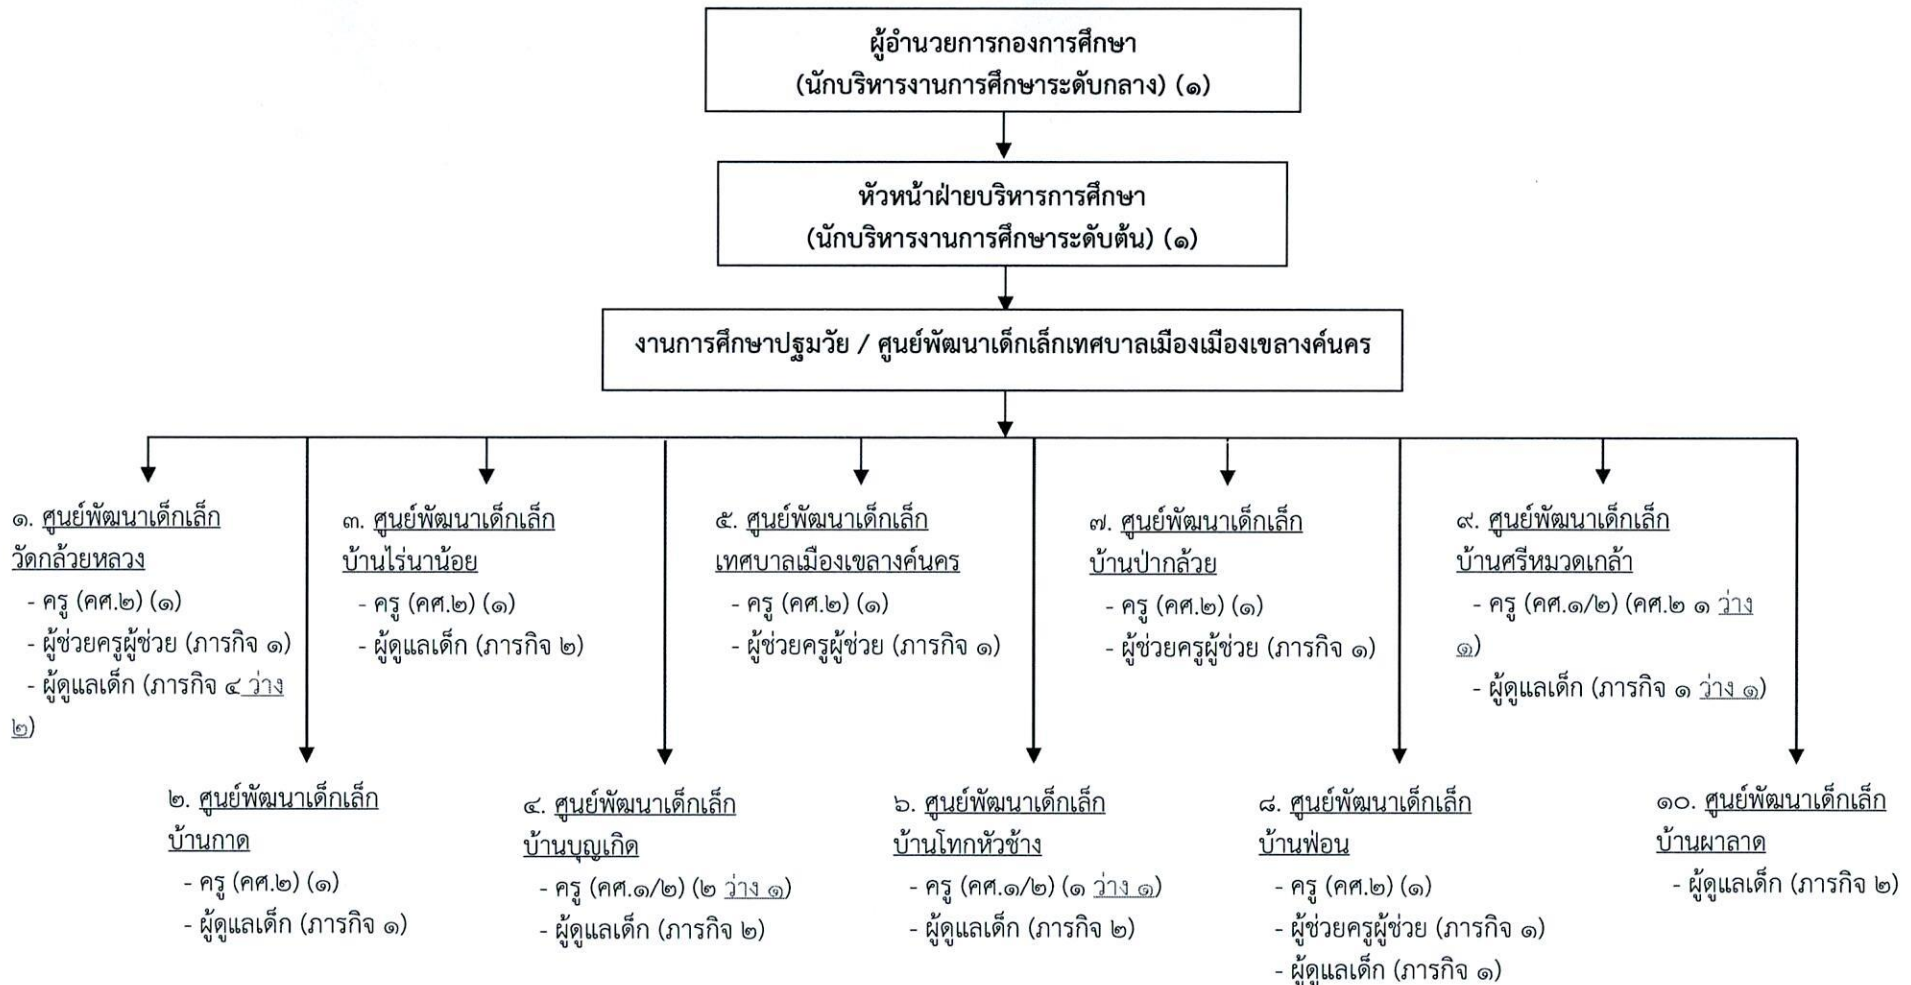 ผู้อำนวยการกองการศึกษา
(นักบริหารงานการศึกษาระดับกลาง) (๑)
หัวหน้าฝ่ายบริหารการศึกษา
(นักบริหารงานการศึกษาระดับต้น) (๑)
งานการศึกษาปฐมวัย / ศูนย์พัฒนาเด็กเล็กเทศบาลเมืองเมืองเขลางค์นคร
๑. ศูนย์พัฒนาเด็กเล็ก
วัดกล้วยหลวง
- ครู (คศ.๒) (๑)
- ผู้ช่วยครูผู้ช่วย (ภารกิจ ๑)
- ผู้ดูแลเด็ก (ภารกิจ ๔ ว่าง
๒)
๓. ศูนย์พัฒนาเด็กเล็ก
บ้านไร่นาน้อย
- ครู (คศ.๒) (๑)
- ผู้ดูแลเด็ก (ภารกิจ ๒)
๕. ศูนย์พัฒนาเด็กเล็ก
เทศบาลเมืองเขลางค์นคร
- ครู (คศ.๒) (๑)
- ผู้ช่วยครูผู้ช่วย (ภารกิจ ๑)
๗. ศูนย์พัฒนาเด็กเล็ก
บ้านป่ากล้วย
- ครู (คศ.๒) (๑)
- ผู้ช่วยครูผู้ช่วย (ภารกิจ ๑)
๙. ศูนย์พัฒนาเด็กเล็ก
บ้านศรีหมวดเกล้า
- ครู (คศ.๑/๒) (คศ.๒ ๑ ว่าง
๑)
- ผู้ดูแลเด็ก (ภารกิจ ๑ ว่าง ๑)
๒. ศูนย์พัฒนาเด็กเล็ก
บ้านกาด
- ครู (คศ.๒) (๑)
- ผู้ดูแลเด็ก (ภารกิจ ๑)
๔. ศูนย์พัฒนาเด็กเล็ก
บ้านบุญเกิด
- ครู (คศ.๑/๒) (๒ ว่าง ๑)
- ผู้ดูแลเด็ก (ภารกิจ ๒)
๖. ศูนย์พัฒนาเด็กเล็ก
บ้านโทกหัวช้าง
- ครู (คศ.๑/๒) (๑ ว่าง ๑)
- ผู้ดูแลเด็ก (ภารกิจ ๒)
๘. ศูนย์พัฒนาเด็กเล็ก
บ้านฟ่อน
- ครู (คศ.๒) (๑)
- ผู้ช่วยครูผู้ช่วย (ภารกิจ ๑)
- ผู้ดูแลเด็ก (ภารกิจ ๑)
๑๐. ศูนย์พัฒนาเด็กเล็ก
บ้านผาลาด
- ผู้ดูแลเด็ก (ภารกิจ ๒)